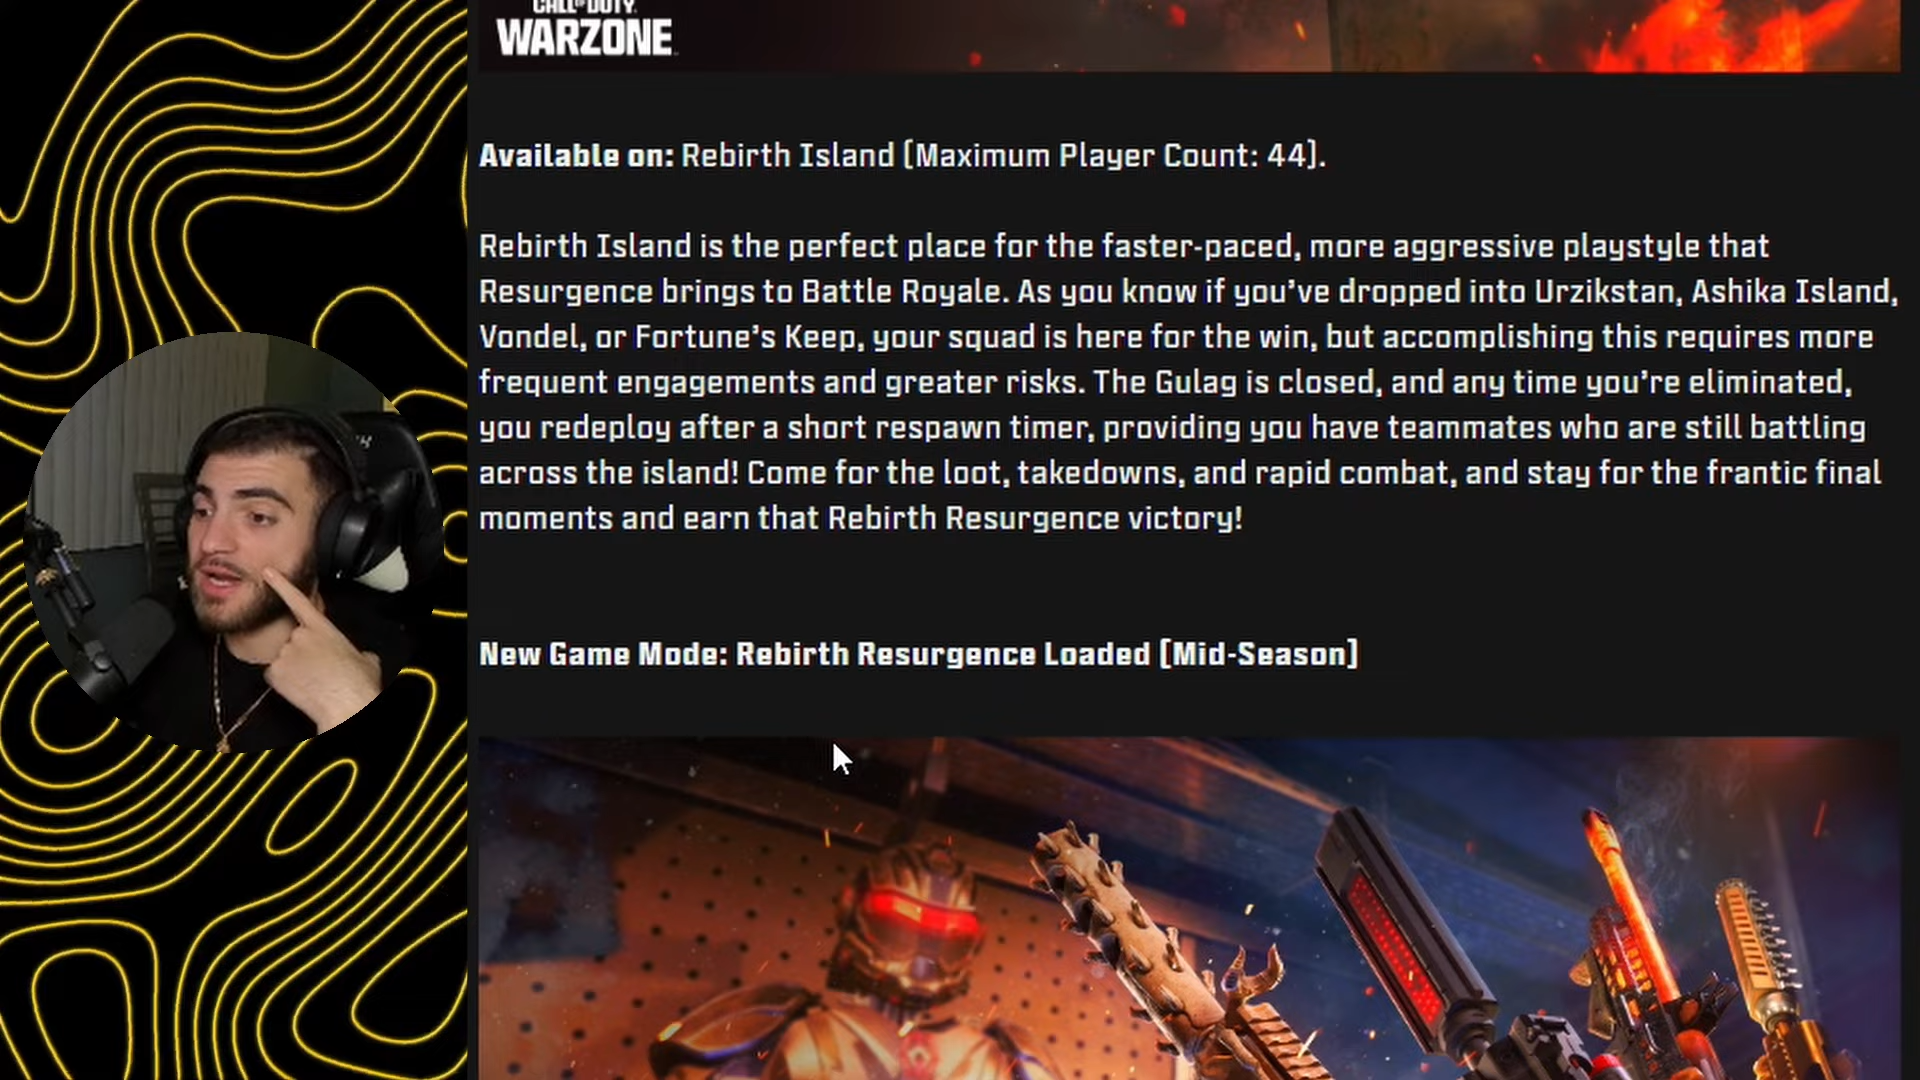 CALL OF DUTY
WARZONE
Available on: Rebirth Island [Maximum Player Count: 44].
Rebirth Island is the perfect place for the faster-paced, more aggressive playstyle that
Resurgence brings to Battle Royale. As you know if you’ve dropped into Urzikstan, Ashika Island,
Vondel, or Fortune’s Keep, your squad is here for the win, but accomplishing this requires more
frequent engagements and greater risks. The Gulag is closed, and any time you’re eliminated,
you redeploy after a short respawn timer, providing you have teammates who are still battling
across the island! Come for the loot, takedowns, and rapid combat, and stay for the frantic final
moments and earn that Rebirth Resurgence victory!
New Game Mode: Rebirth Resurgence Loaded [Mid-Season]